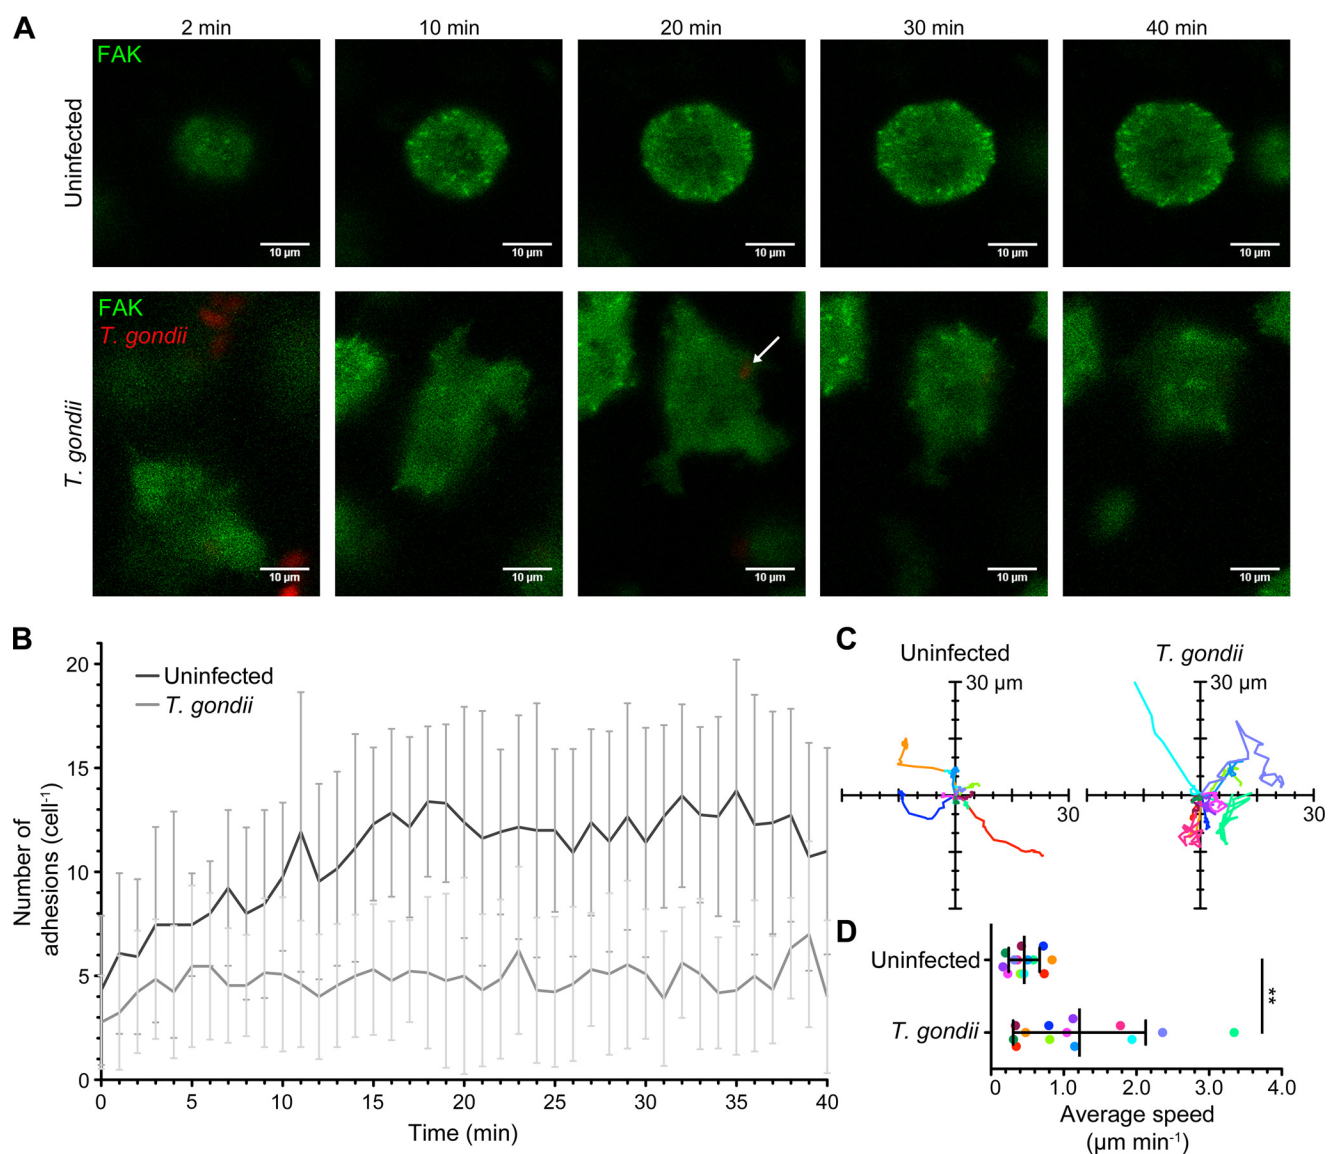 A
2 min
10 min
20 min
30 min
40 min
Uninfected
FAK
10 µm
10 µm
10 µm
10 µm
10 µm
T. gondii
FAK
T. gondii
10 µm
10 µm
10 µm
10 µm
10 µm
B
Number of
adhesions (cell-1)
20
15
10
5
0
Uninfected
T. gondii
0
5
10
15
20
25
30
35
40
Time (min)
C
Uninfected
30 µm
30
T. gondii
30 µm
30
D
Uninfected
T. gondii
**
0
1.0
2.0
3.0
4.0
Average speed
(µm min-1)